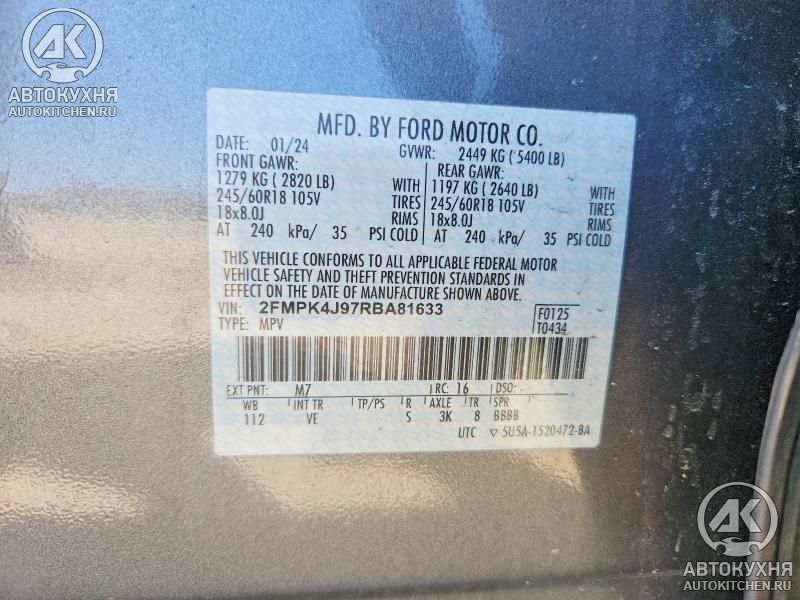 AK
АВТОКУХНЯ
AUTOKITCHEN.RU
MFD. BY FORD MOTOR CO.
DATE: 01/24 GVWR: 2449 KG ( 5400 LB)
FRONT GAWR: REAR GAWR:
1279 KG ( 2820 LB) WITH 1197 KG ( 2640 LB) WITH
245/60R18 105V TIRES 245/60R18 105V TIRES
18x8.0J RIMS 18x8.0J RIMS
AT 240 kPa/ 35 PSI COLD AT 240 kPa/ 35 PSI COLD
THIS VEHICLE CONFORMS TO ALL APPLICABLE FEDERAL MOTOR
VEHICLE SAFETY AND THEFT PREVENTION STANDARDS IN
EFFECT ON THE DATE OF MANUFACTURE SHOWN ABOVE.
VIN: 2FMPK4J97RBA81633 F0125
TYPE: MPV T0434
EXT PNT: M7 RC: 16 DSO:
WB INT TR TP/PS R AXLE TR SPR
112 VE S 3K 8 BBBB
UTC ▽ 5U5A-1520472-BA
AK
АВТОКУХНЯ
AUTOKITCHEN.RU